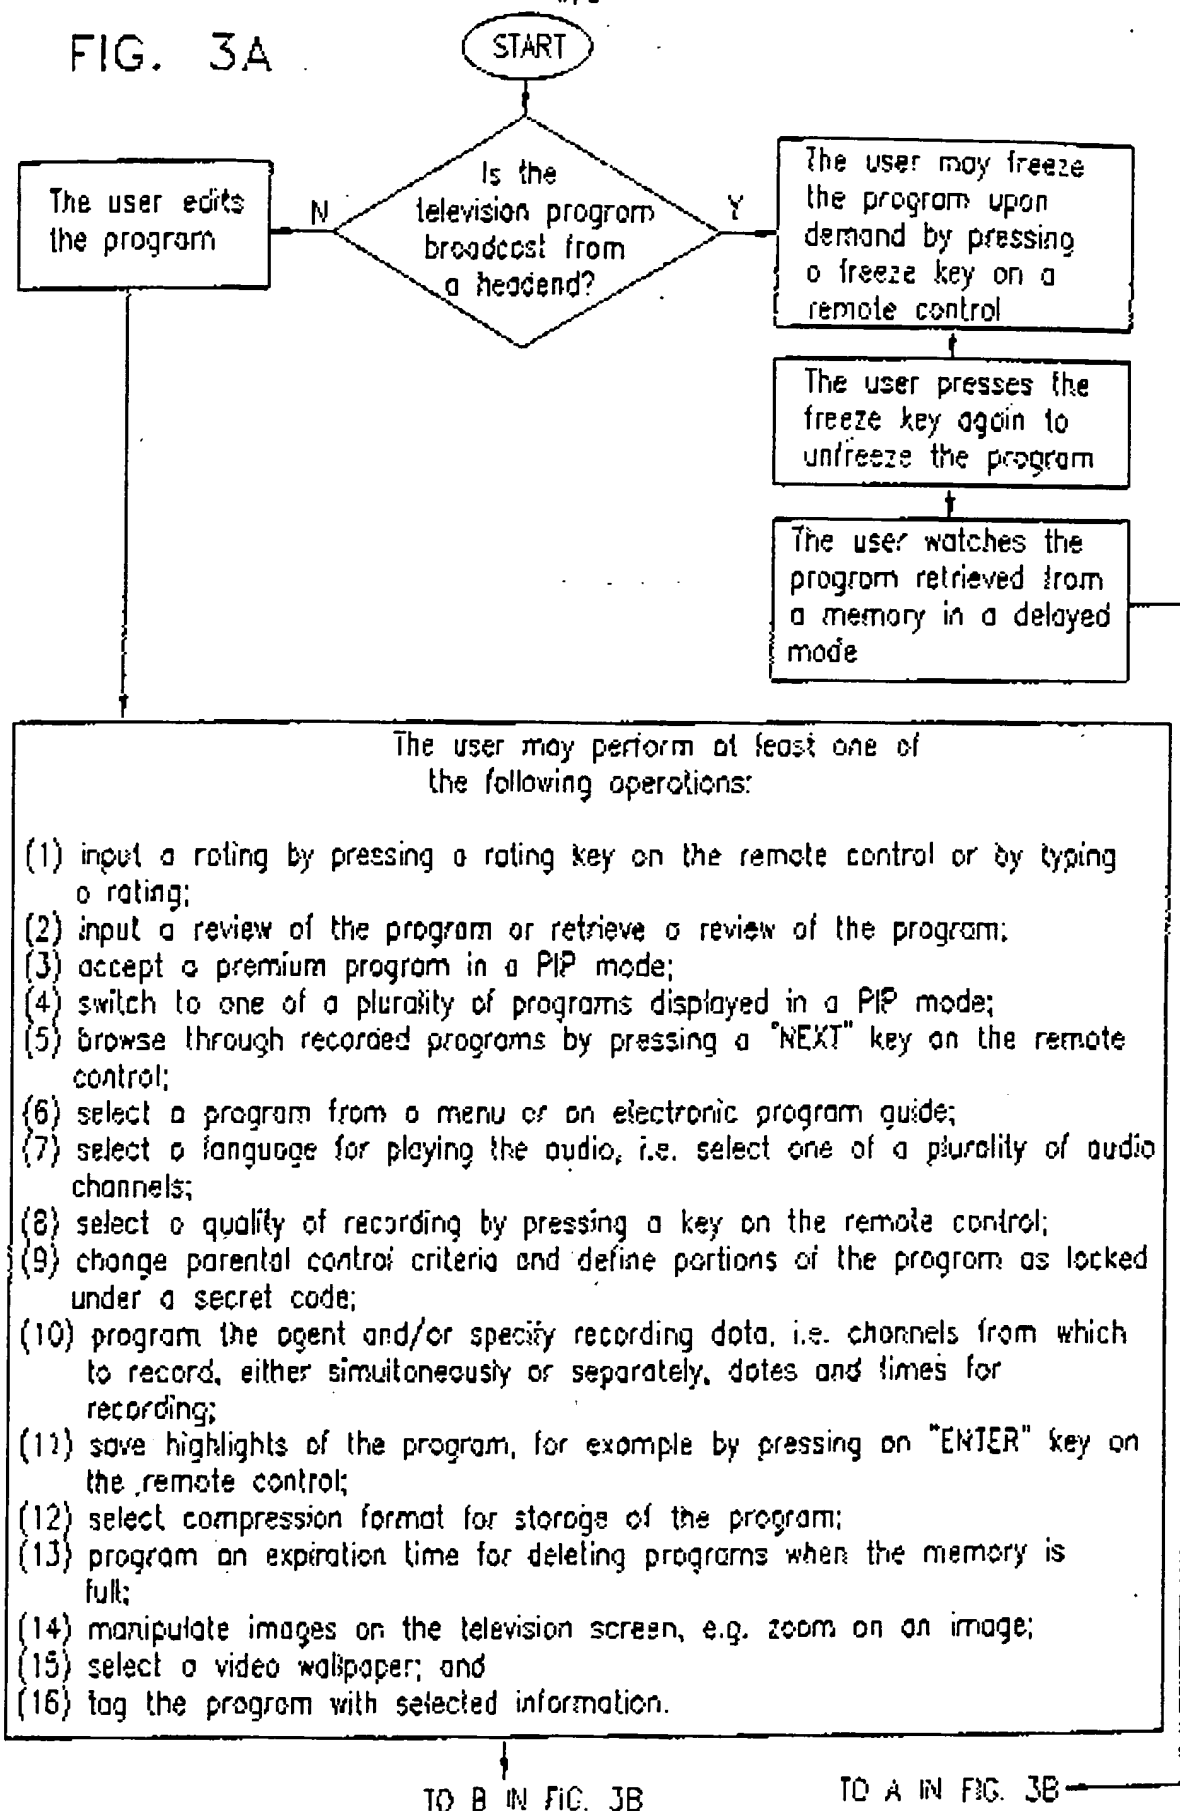 FIG. 3A
START
Is the
television program
broadcast from
a headend?
N
Y
The user edits
the program
The user may freeze
the program upon
demand by pressing
a freeze key on a
remote control
The user presses the
freeze key again to
unfreeze the program
The user watches the
program retrieved from
a memory in a delayed
mode
The user may perform at least one of
the following operations:
(1) input a rating by pressing a rating key on the remote control or by typing
a rating;
(2) input a review of the program or retrieve a review of the program;
(3) accept a premium program in a PIP mode;
(4) switch to one of a plurality of programs displayed in a PIP mode;
(5) browse through recorded programs by pressing a "NEXT" key on the remote
control;
(6) select a program from a menu or an electronic program guide;
(7) select a language for playing the audio, i.e. select one of a plurality of audio
channels;
(8) select a quality of recording by pressing a key on the remote control;
(9) change parental control criteria and define portions of the program as locked
under a secret code;
(10) program the agent and/or specify recording data, i.e. channels from which
to record, either simultaneously or separately, dates and times for
recording;
(11) save highlights of the program, for example by pressing an "ENTER" key on
the remote control;
(12) select compression format for storage of the program;
(13) program an expiration time for deleting programs when the memory is
full;
(14) manipulate images on the television screen, e.g. zoom on an image;
(15) select a video wallpaper; and
(16) tag the program with selected information.
TO B IN FIG. 3B
TO A IN FIG. 3B